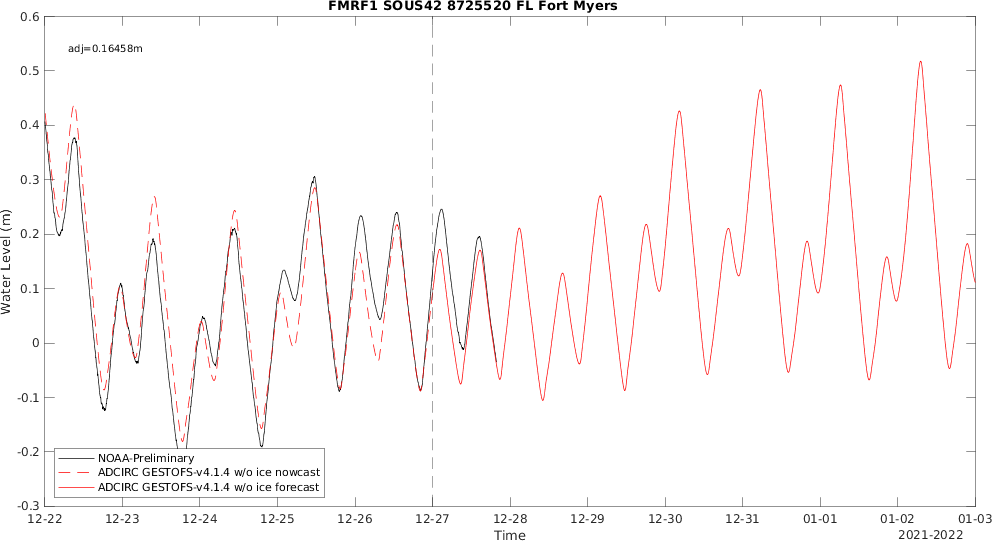 FMRF1 SOUS42 8725520 FL Fort Myers
0.6
adj=0.16458m
0.5
0.4
0.3
0.2
0.1
0
-0.1
-0.2
-0.3
Water Level (m)
NOAA-Preliminary
ADCIRC GESTOFS-v4.1.4 w/o ice nowcast
ADCIRC GESTOFS-v4.1.4 w/o ice forecast
12-22 12-23 12-24 12-25 12-26 12-27 12-28 12-29 12-30 12-31 01-01 01-02 01-03
Time
2021-2022